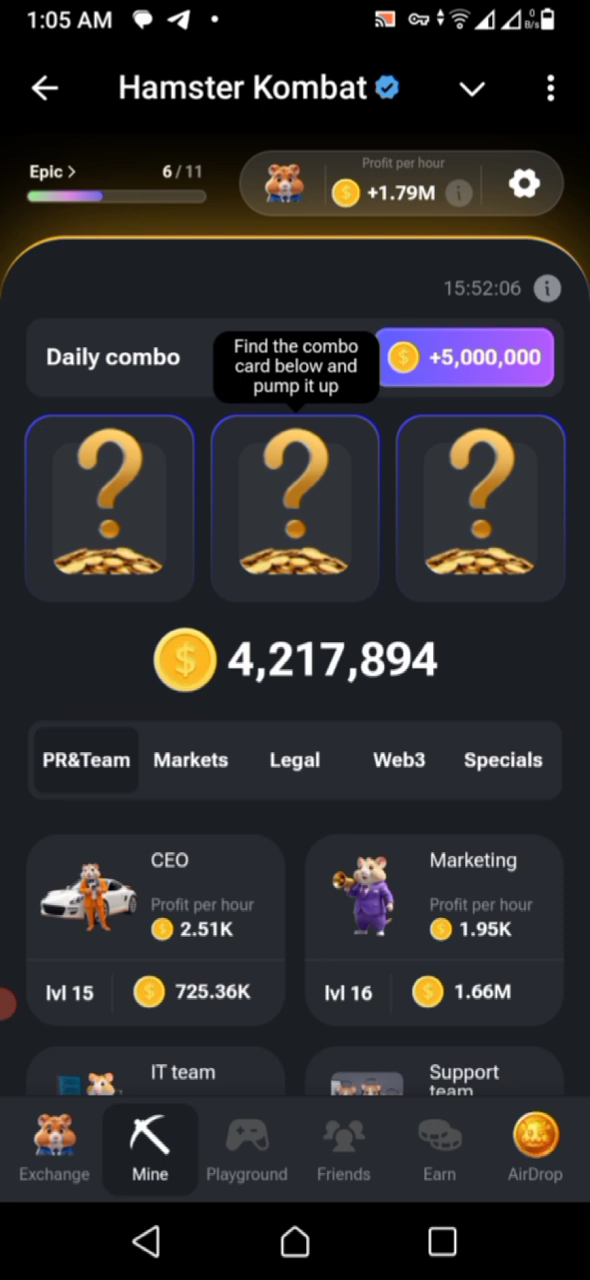 1:05 AM
0
B/s
Hamster Kombat
Epic >
6 / 11
Profit per hour
+1.79M
15:52:06
Daily combo
Find the combo
card below and
pump it up
+5,000,000
4,217,894
PR&Team Markets Legal Web3 Specials
CEO
Profit per hour
2.51K
lvl 15
725.36K
Marketing
Profit per hour
1.95K
lvl 16
1.66M
IT team
Support
team
Exchange Mine Playground Friends Earn AirDrop